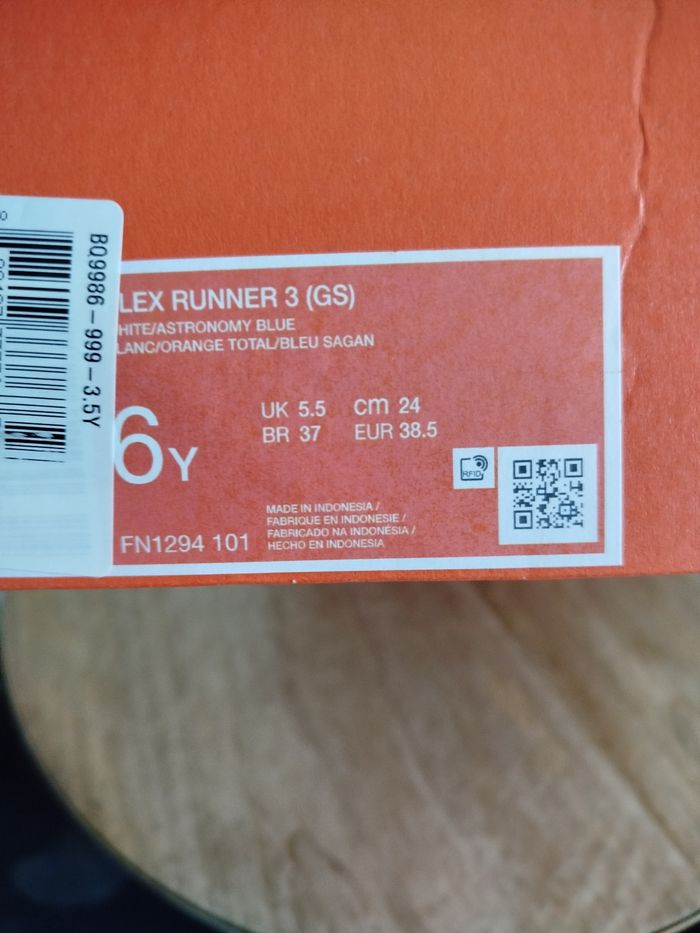 BQ9986-999-3.5Y
LEX RUNNER 3 (GS)
HITE/ASTRONOMY BLUE
LANC/ORANGE TOTAL/BLEU SAGAN
6Y
UK 5.5 cm 24
BR 37 EUR 38.5
RFID
FN1294 101
MADE IN INDONESIA /
FABRIQUE EN INDONESIE /
FABRICADO NA INDONÉSIA /
HECHO EN INDONESIA